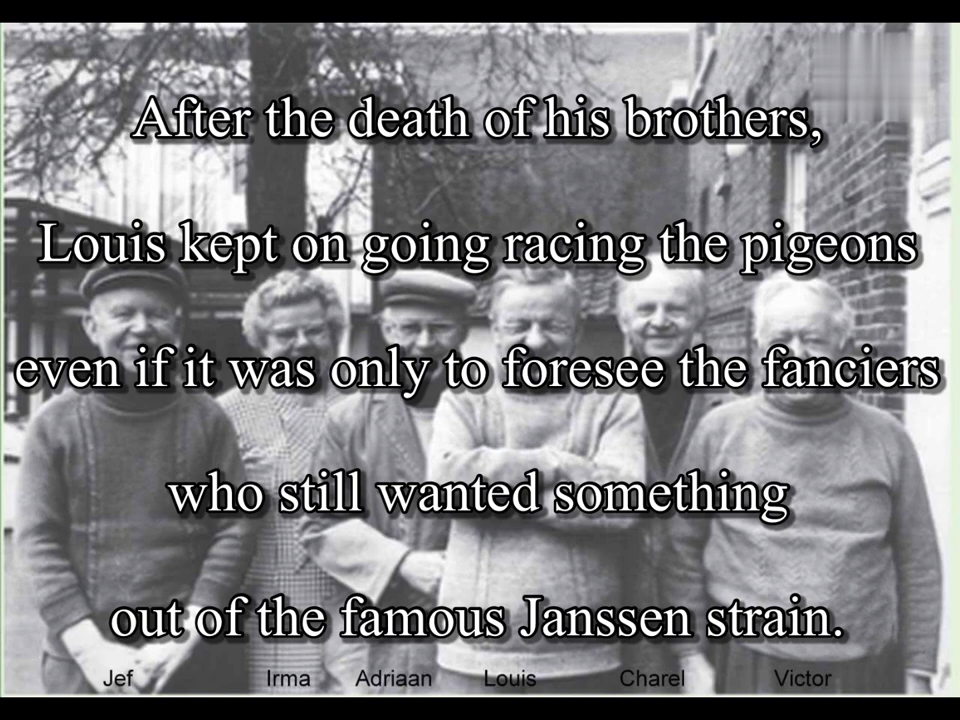 After the death of his brothers,
Louis kept on going racing the pigeons
even if it was only to foresee the fanciers
who still wanted something
out of the famous Janssen strain.
Jef Irma Adriaan Louis Charel Victor